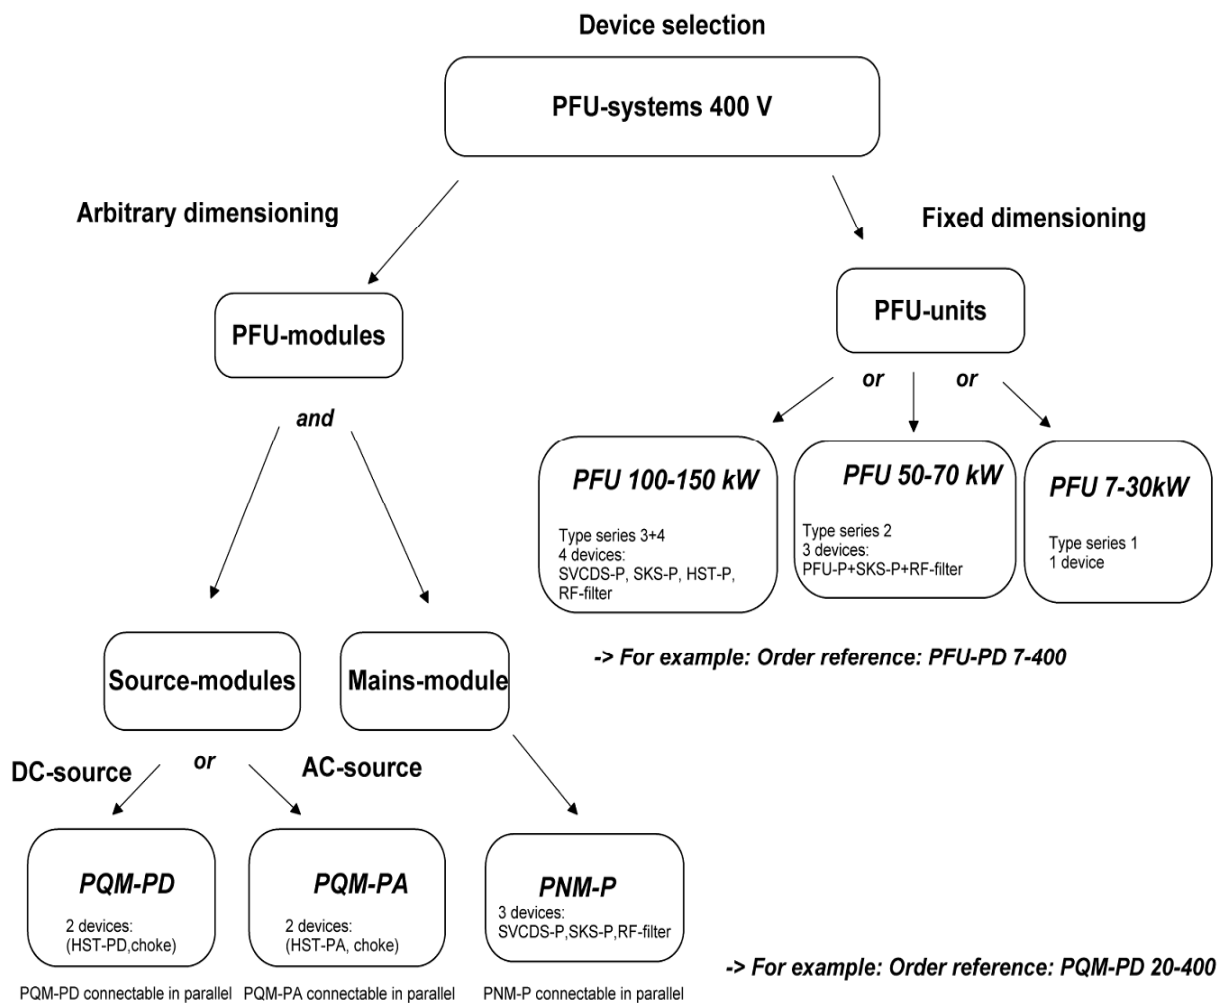 Device selection
PFU-systems 400 V
Arbitrary dimensioning
Fixed dimensioning
PFU-modules
PFU-units
and
or
or
PFU 100-150 kW
Type series 3+4
4 devices:
SVCDS-P, SKS-P, HST-P,
RF-filter
PFU 50-70 kW
Type series 2
3 devices:
PFU-P+SKS-P+RF-filter
PFU 7-30kW
Type series 1
1 device
-> For example: Order reference: PFU-PD 7-400
Source-modules
Mains-module
DC-source
or
AC-source
PQM-PD
2 devices:
(HST-PD,choke)
PQM-PA
2 devices:
(HST-PA, choke)
PNM-P
3 devices:
SVCDS-P,SKS-P,RF-filter
-> For example: Order reference: PQM-PD 20-400
PQM-PD connectable in parallel
PQM-PA connectable in parallel
PNM-P connectable in parallel